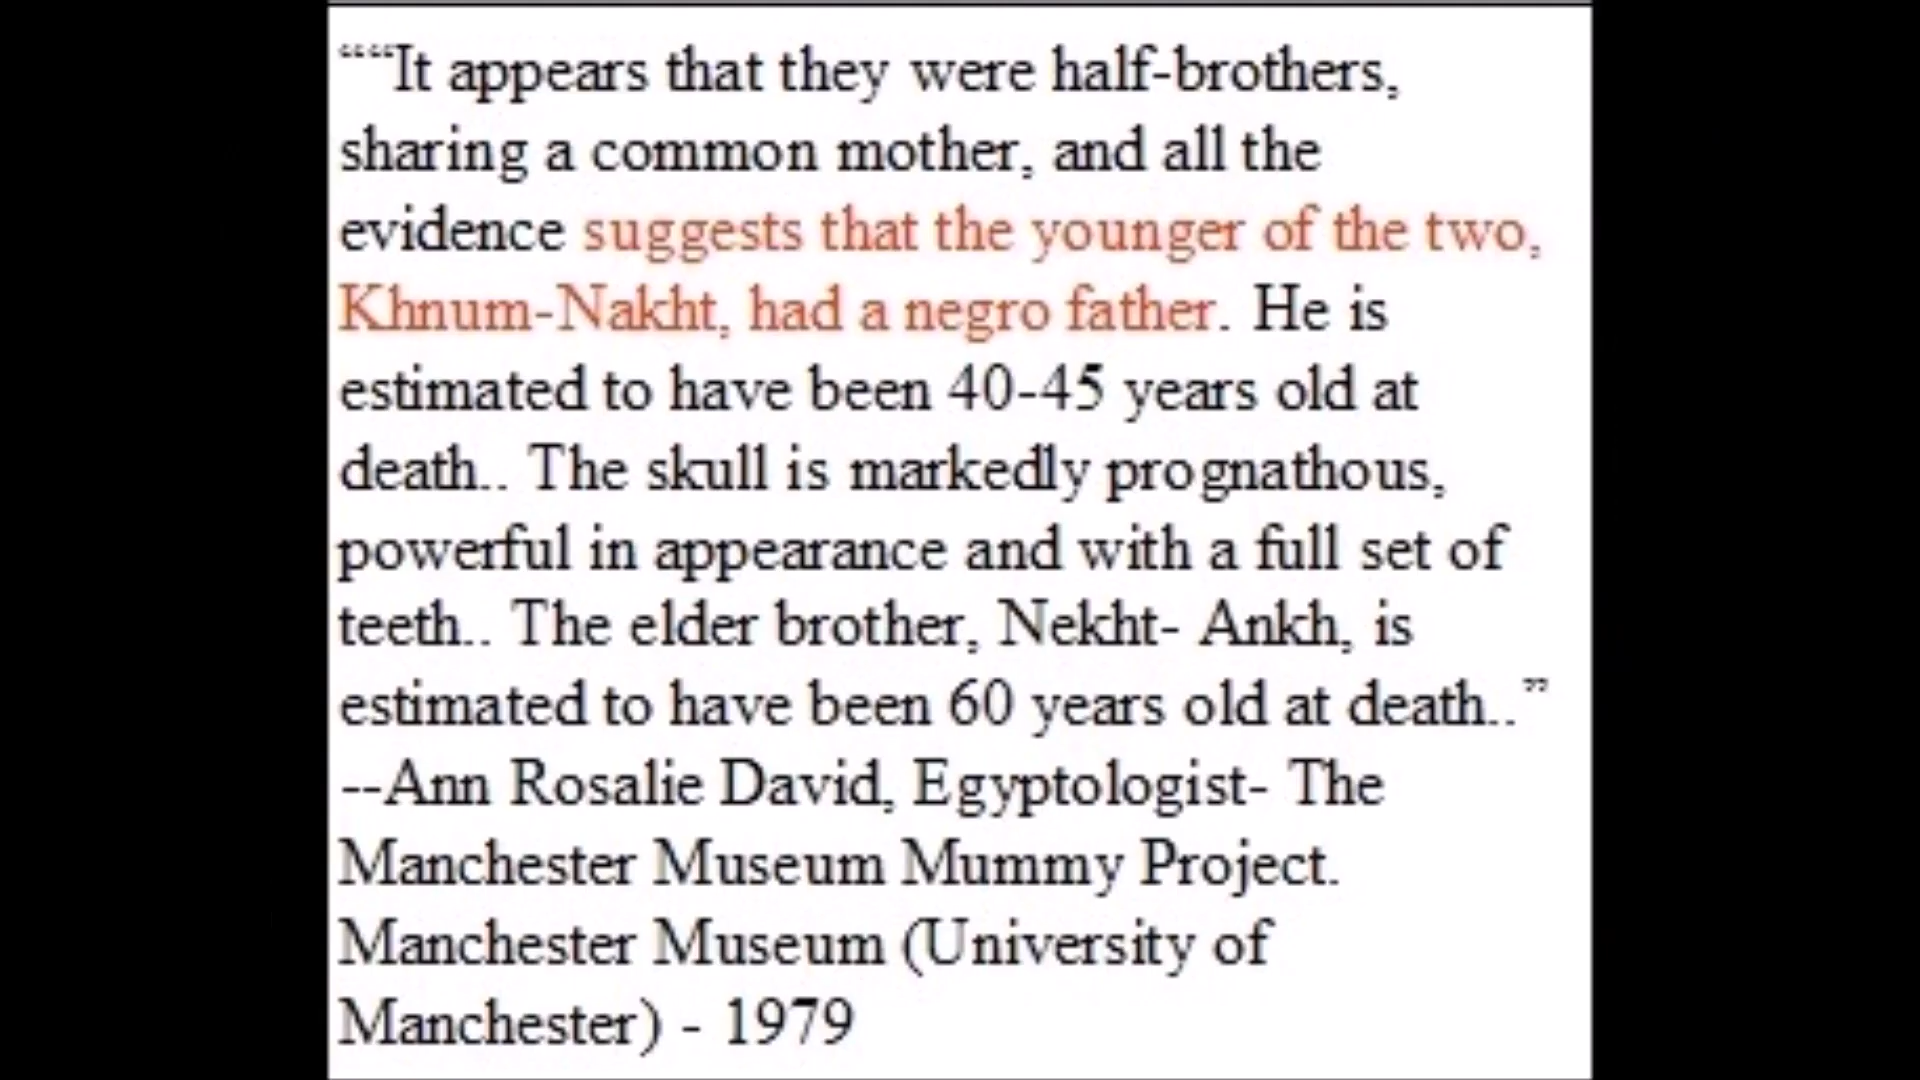 ““It appears that they were half-brothers,
sharing a common mother, and all the
evidence suggests that the younger of the two,
Khnum-Nakht, had a negro father. He is
estimated to have been 40-45 years old at
death.. The skull is markedly prognathous,
powerful in appearance and with a full set of
teeth.. The elder brother, Nekht- Ankh, is
estimated to have been 60 years old at death..”
--Ann Rosalie David, Egyptologist- The
Manchester Museum Mummy Project.
Manchester Museum (University of
Manchester) - 1979